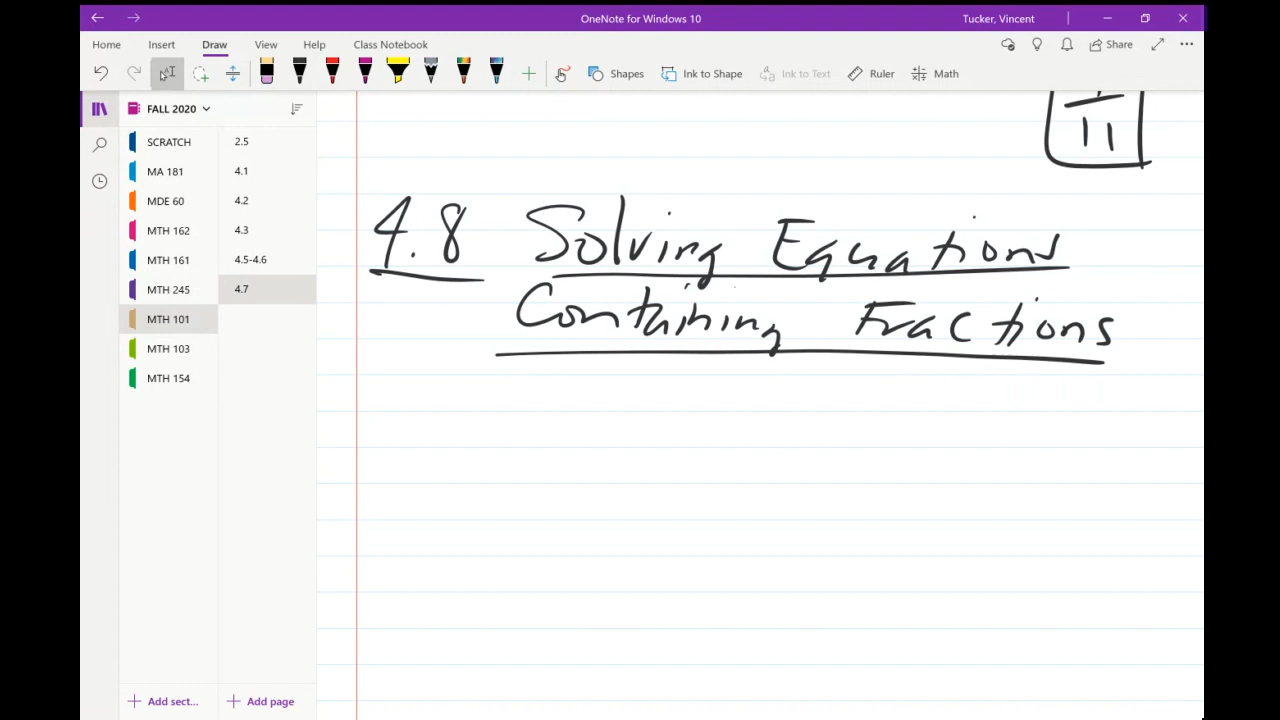 OneNote for Windows 10
Tucker, Vincent
Home Insert Draw View Help Class Notebook
Share
Shapes
Ink to Shape
Ink to Text
Ruler
Math
FALL 2020
SCRATCH
MA 181
MDE 60
MTH 162
MTH 161
MTH 245
MTH 101
MTH 103
MTH 154
2.5
4.1
4.2
4.3
4.5-4.6
4.7
11
4.8 Solving Equations
Containing Fractions
Add sect...
Add page